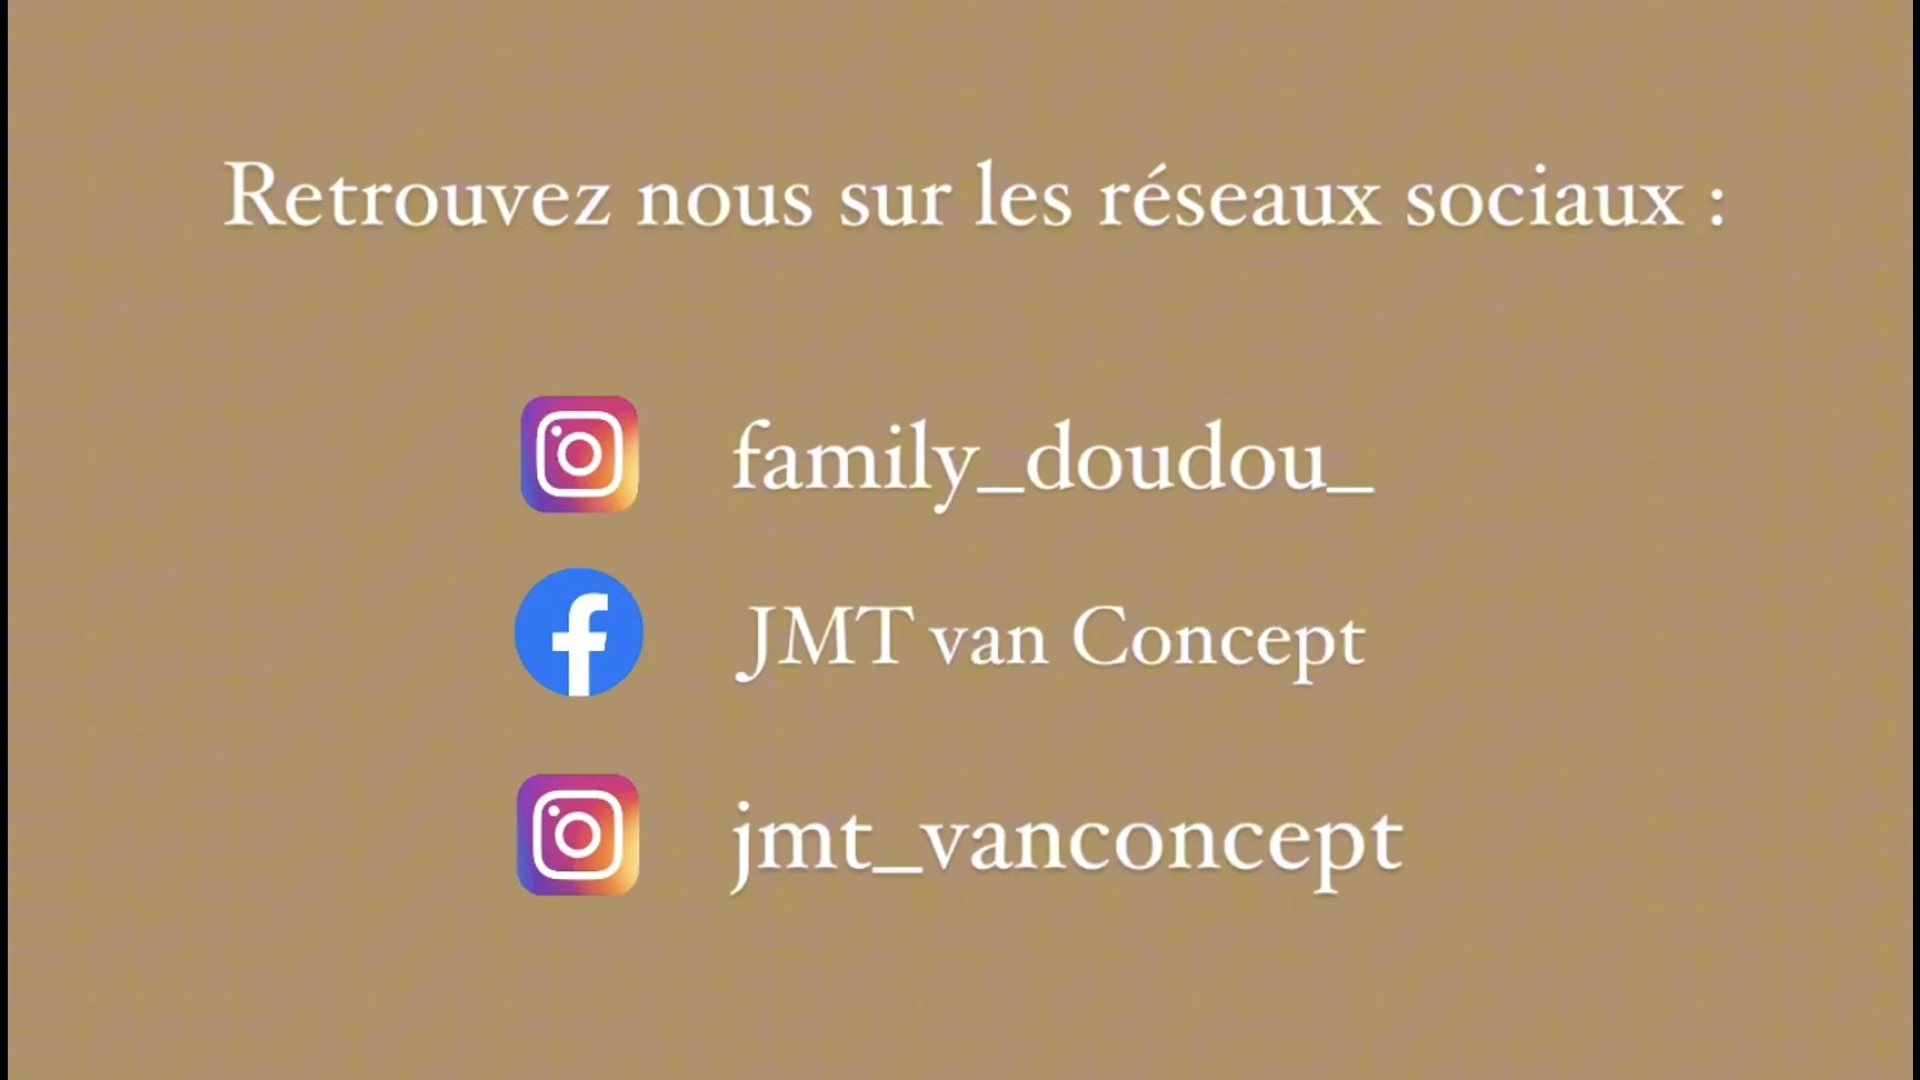 Retrouvez nous sur les réseaux sociaux :
family_doudou_
JMT van Concept
jmt_vanconcept